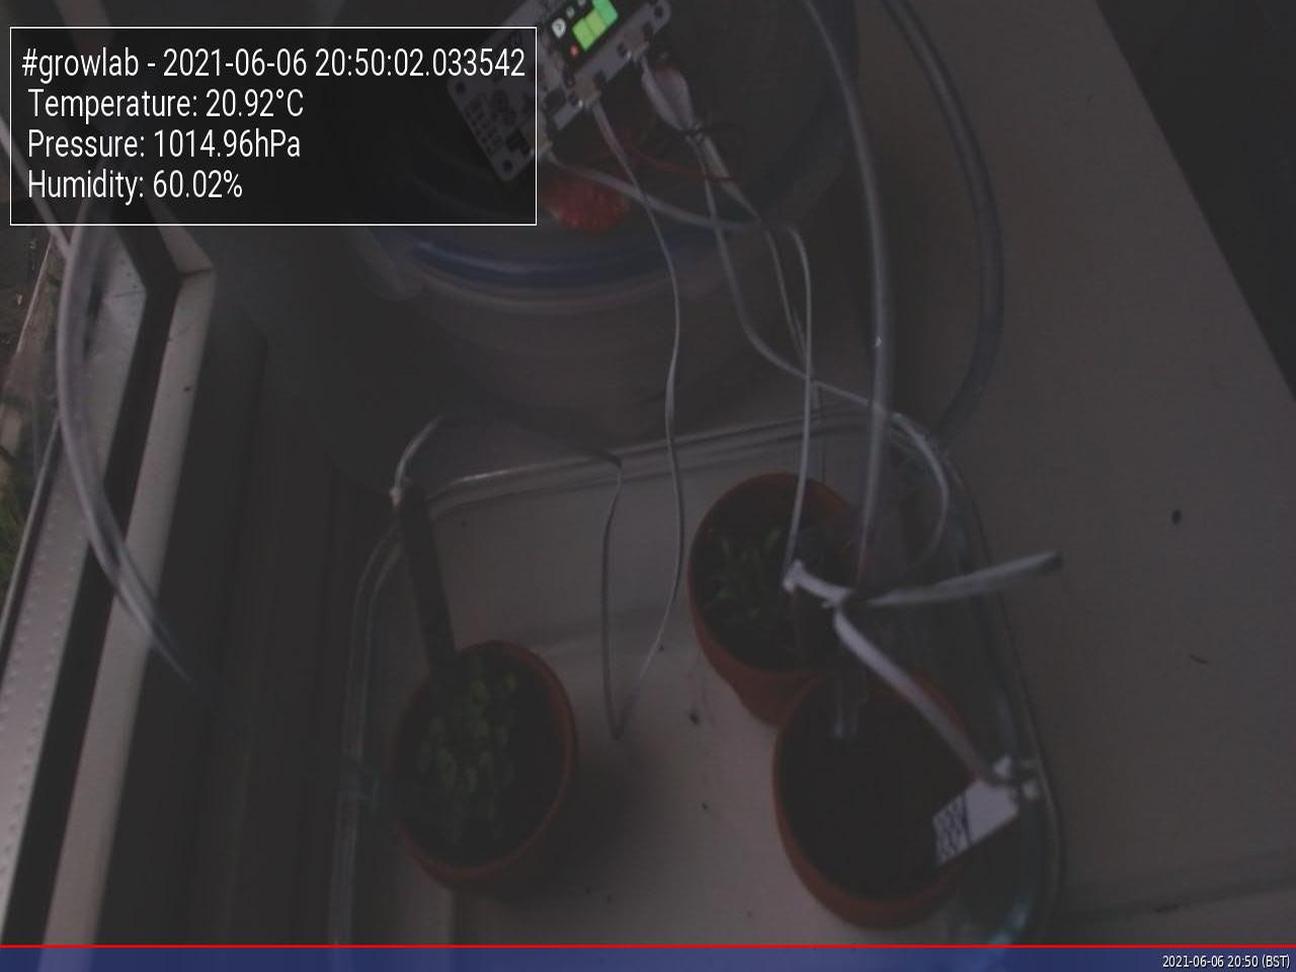 #growlab - 2021-06-06 20:50:02.033542
Temperature: 20.92°C
Pressure: 1014.96hPa
Humidity: 60.02%
2021-06-06 20:50 (BST)